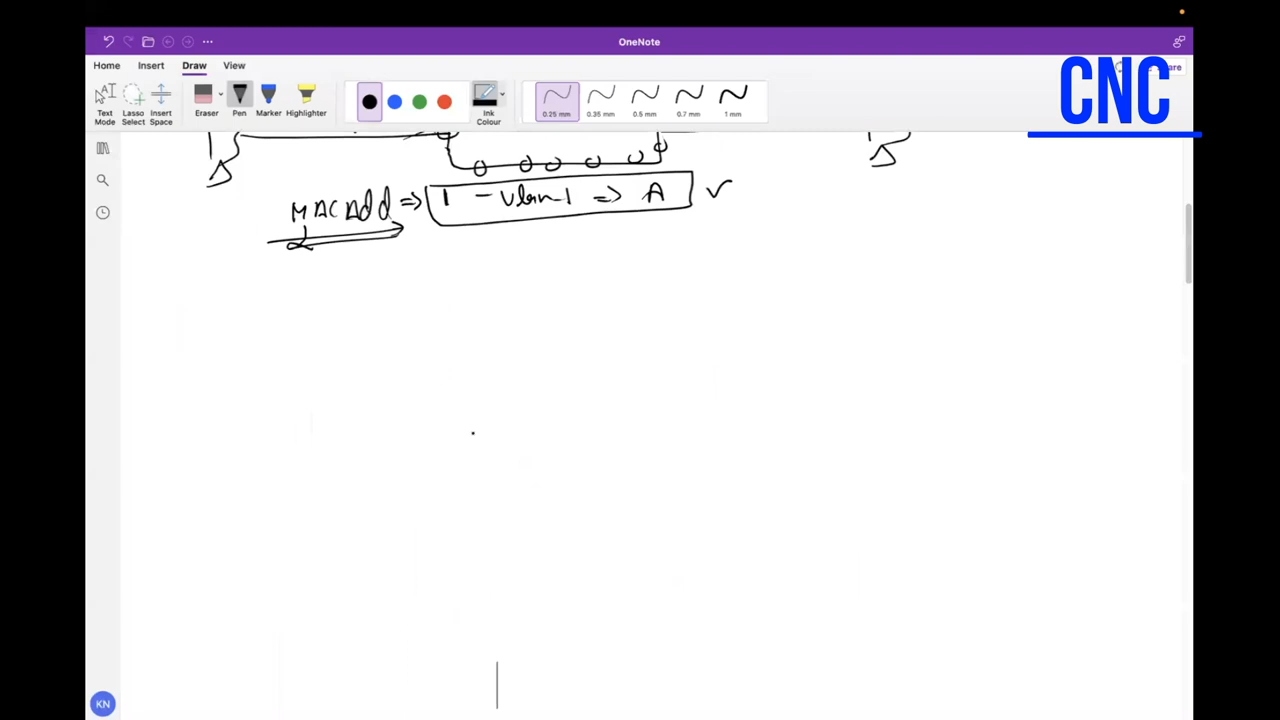 OneNote
Home Insert Draw View
CNC
Text Mode
Lasso Select
Insert Space
Eraser
Pen
Marker
Highlighter
Ink Colour
0.25 mm
0.35 mm
0.5 mm
0.7 mm
1 mm
MAC Add => 1 - vlan-1 => A
KN